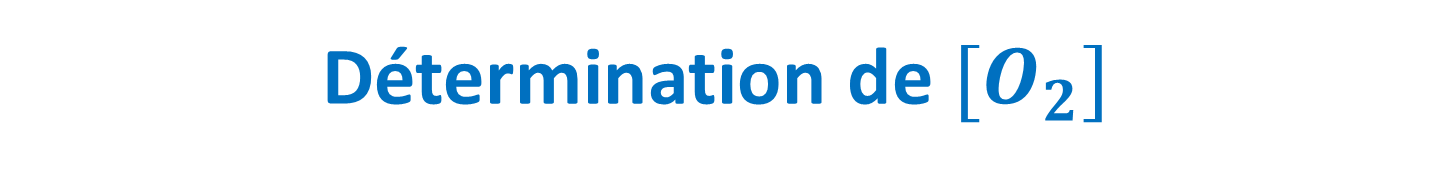 Détermination de [O₂]